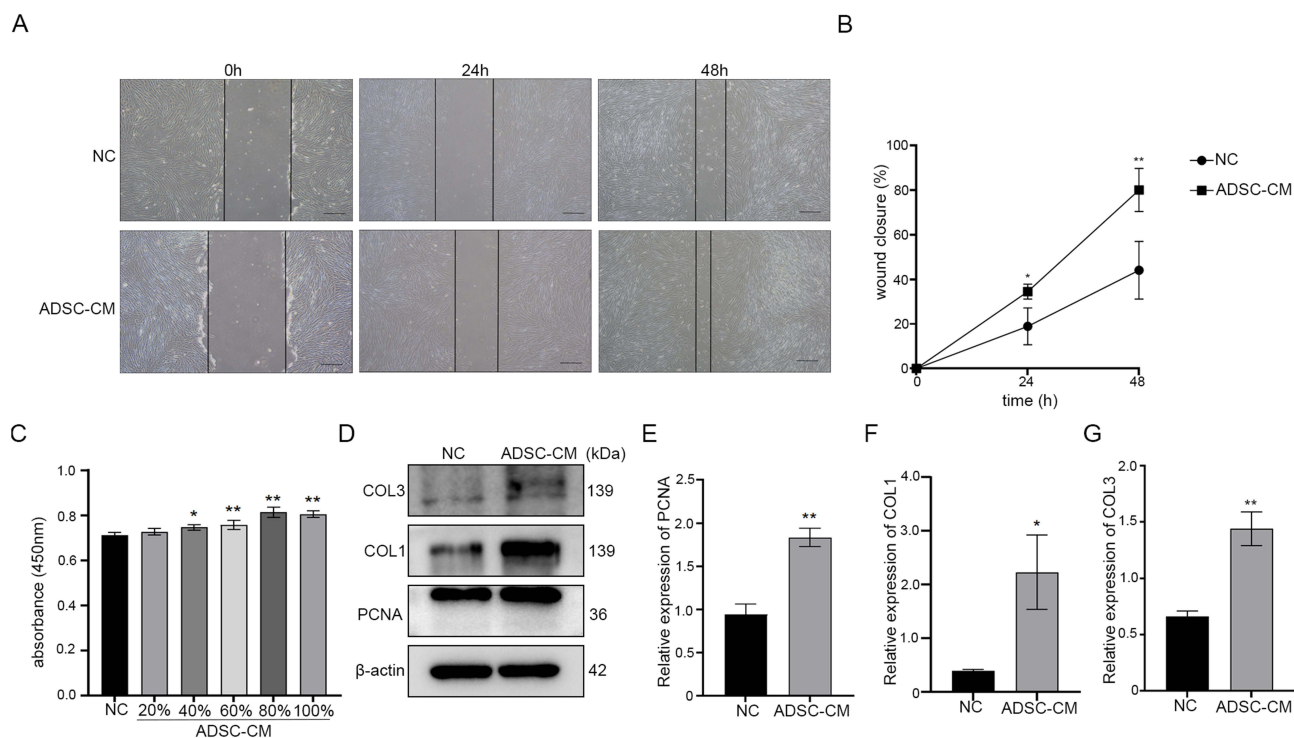 A
0h 24h 48h
NC
ADSC-CM
B
wound closure (%)
100
80
60
40
20
0
0 24 48
time (h)
* **
NC
ADSC-CM
C
absorbance (450nm)
1.0
0.8
0.6
0.4
0.2
0.0
* ** ** **
NC 20% 40% 60% 80% 100%
ADSC-CM
D
NC ADSC-CM (kDa)
COL3 139
COL1 139
PCNA 36
β-actin 42
E
Relative expression of PCNA
2.5
2.0
1.5
1.0
0.5
0.0
**
NC ADSC-CM
F
Relative expression of COL1
4.0
3.0
2.0
1.0
0.0
*
NC ADSC-CM
G
Relative expression of COL3
2.0
1.5
1.0
0.5
0.0
**
NC ADSC-CM